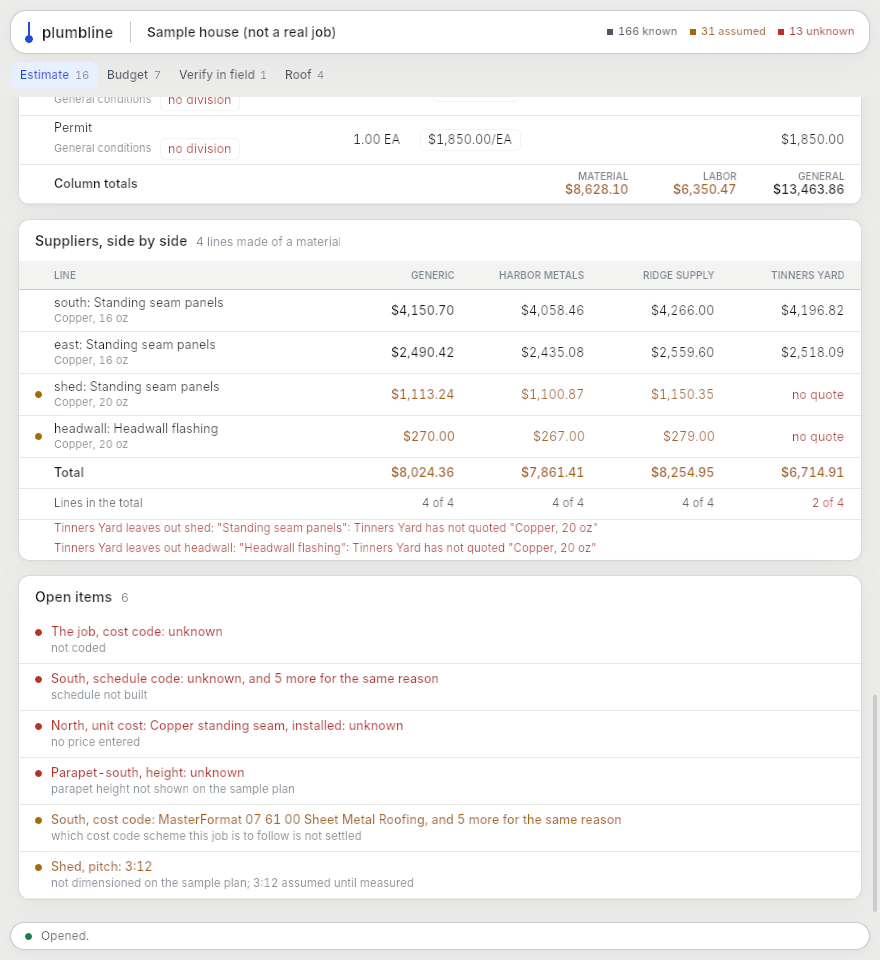 plumbline
Sample house (not a real job)
166 known
31 assumed
13 unknown
Estimate 16
Budget 7
Verify in field 1
Roof 4
General conditions no division
Permit
General conditions no division
1.00 EA
$1,850.00/EA
$1,850.00
Column totals
MATERIAL
$8,628.10
LABOR
$6,350.47
GENERAL
$13,463.86
Suppliers, side by side 4 lines made of a material
LINE GENERIC HARBOR METALS RIDGE SUPPLY TINNERS YARD
south: Standing seam panels
Copper, 16 oz
$4,150.70 $4,058.46 $4,266.00 $4,196.82
east: Standing seam panels
Copper, 16 oz
$2,490.42 $2,435.08 $2,559.60 $2,518.09
shed: Standing seam panels
Copper, 20 oz
$1,113.24 $1,100.87 $1,150.35 no quote
headwall: Headwall flashing
Copper, 20 oz
$270.00 $267.00 $279.00 no quote
Total $8,024.36 $7,861.41 $8,254.95 $6,714.91
Lines in the total 4 of 4 4 of 4 4 of 4 2 of 4
Tinners Yard leaves out shed: "Standing seam panels": Tinners Yard has not quoted "Copper, 20 oz"
Tinners Yard leaves out headwall: "Headwall flashing": Tinners Yard has not quoted "Copper, 20 oz"
Open items 6
The job, cost code: unknown
not coded
South, schedule code: unknown, and 5 more for the same reason
schedule not built
North, unit cost: Copper standing seam, installed: unknown
no price entered
Parapet-south, height: unknown
parapet height not shown on the sample plan
South, cost code: MasterFormat 07 61 00 Sheet Metal Roofing, and 5 more for the same reason
which cost code scheme this job is to follow is not settled
Shed, pitch: 3:12
not dimensioned on the sample plan; 3:12 assumed until measured
Opened.